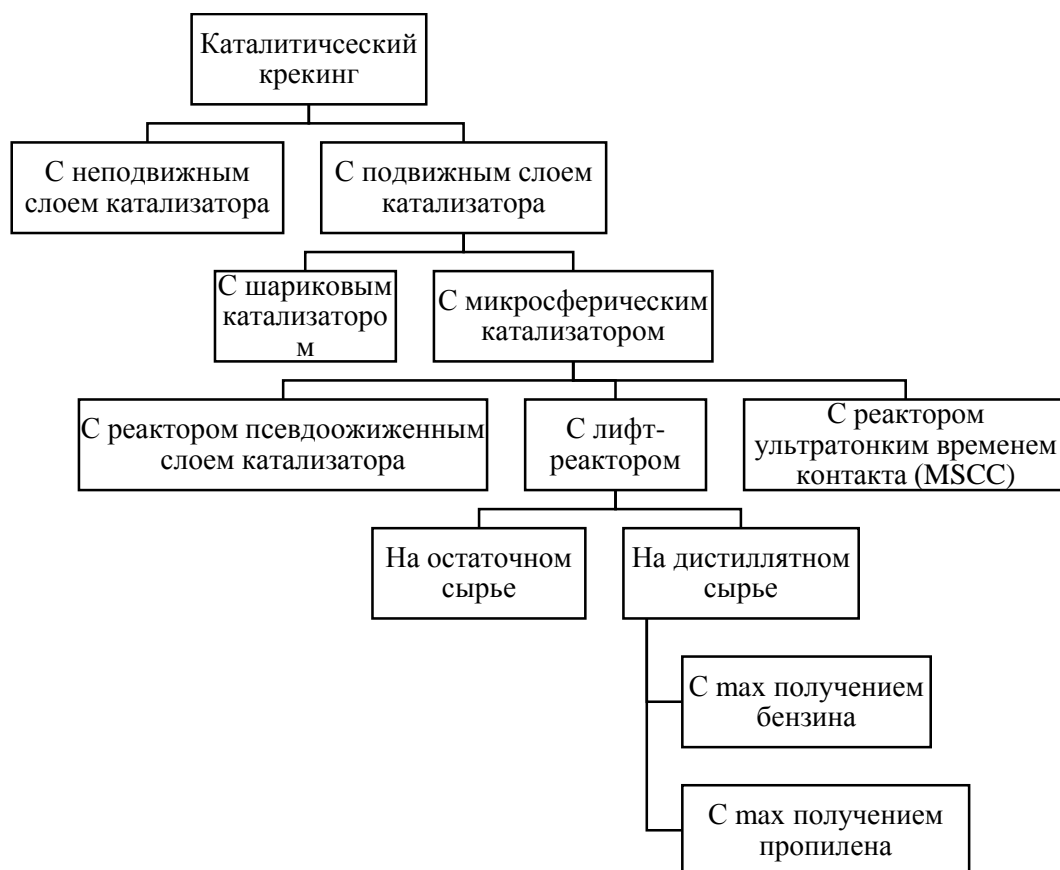 Каталитичсеский
крекинг
С неподвижным
слоем катализатора
С подвижным слоем
катализатора
С шариковым
катализаторо
м
С микросферическим
катализатором
С реактором псевдоожиженным
слоем катализатора
С лифт-
реактором
С реактором
ультратонким временем
контакта (MSCC)
На остаточном
сырье
На дистиллятном
сырье
С max получением
бензина
С max получением
пропилена